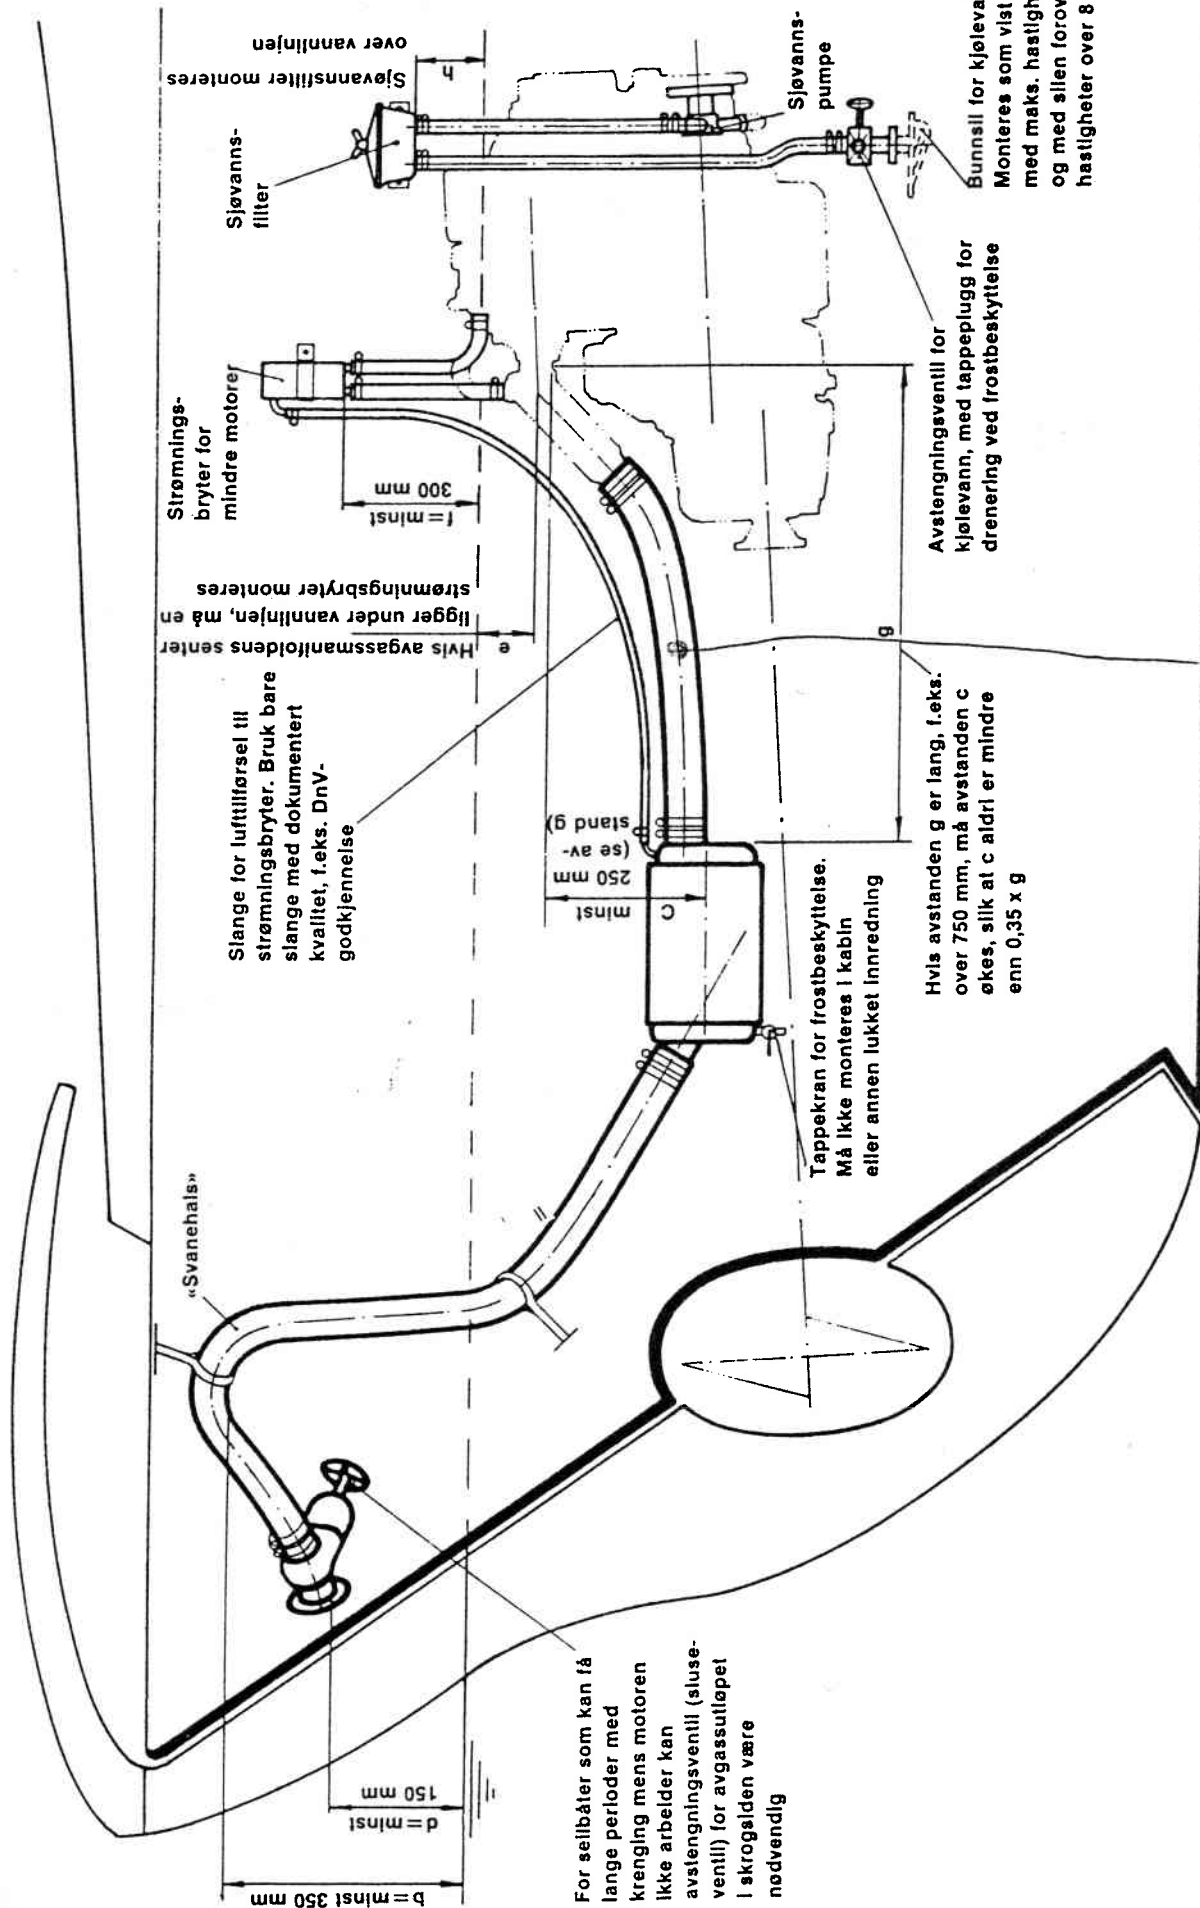 Sjøvannsfilter monteres
over vannlinjen
h
Sjøvanns-
filter
Sjøvanns-
pumpe
Bunnsil for kjøleva
Monteres som vist
med maks. hastigh
og med silen forov
hastigheter over 8
Strømnings-
bryter for
mindre motorer
f=minst
300 mm
Avstengningsventil for
kjølevann, med tappeplugg for
drenering ved frostbeskyttelse
Hvis avgassmanifoldens senter
ligger under vannlinjen, må en
strømningsbryter monteres
e
Slange for lufttilførsel til
strømningsbryter. Bruk bare
slange med dokumentert
kvalitet, f.eks. DnV-
godkjennelse
C
minst
250 mm
(se av-
stand g)
g
Hvis avstanden g er lang, f.eks.
over 750 mm, må avstanden c
økes, slik at c aldri er mindre
enn 0,35 x g
Tappekran for frostbeskyttelse.
Må ikke monteres i kabin
eller annen lukket innredning
«Svanehals»
b=minst 350 mm
d=minst
150 mm
For seilbåter som kan få
lange perioder med
krenging mens motoren
ikke arbeider kan
avstengningsventil (sluse-
ventil) for avgassutløpet
i skrogsiden være
nødvendig